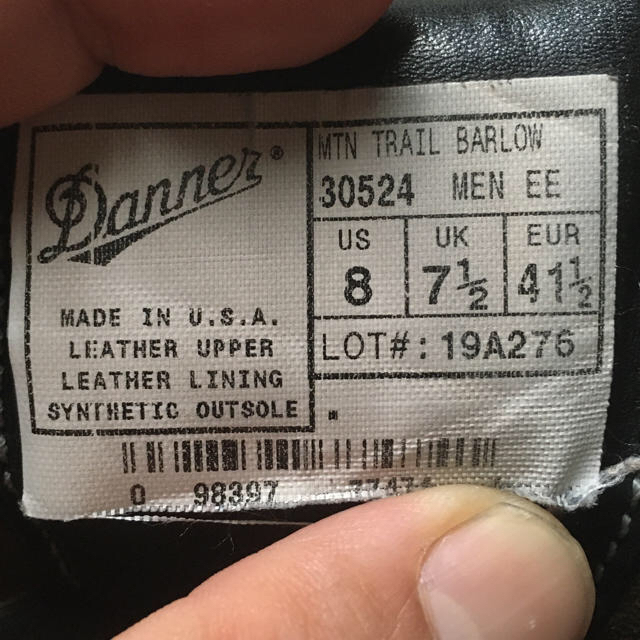 Danner®
MADE IN U.S.A.
LEATHER UPPER
LEATHER LINING
SYNTHETIC OUTSOLE
MTN TRAIL BARLOW
30524 MEN EE
US UK EUR
8 7½ 41½
LOT#: 19A276
0 98397